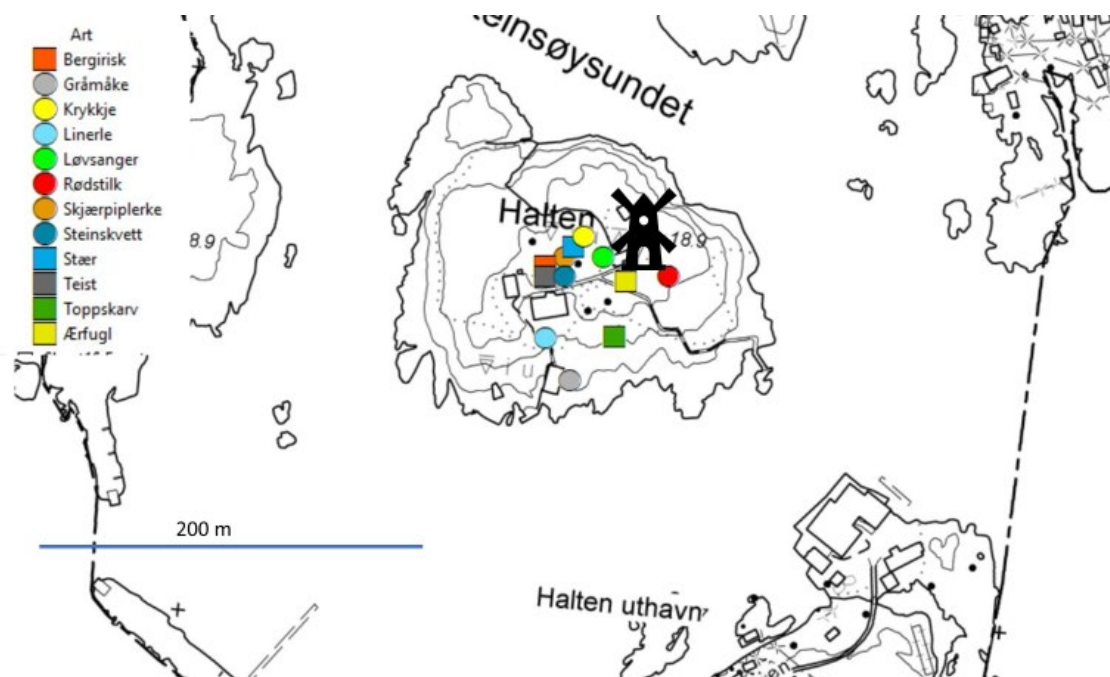 Art
Bergirisk
Gråmåke
Krykkje
Linerle
Løvsanger
Rødstilk
Skjærpiplerke
Steinskvett
Stær
Teist
Toppskarv
Ærfugl
einsøysundet
Halten
18.9
8.9
200 m
Halten uthavn